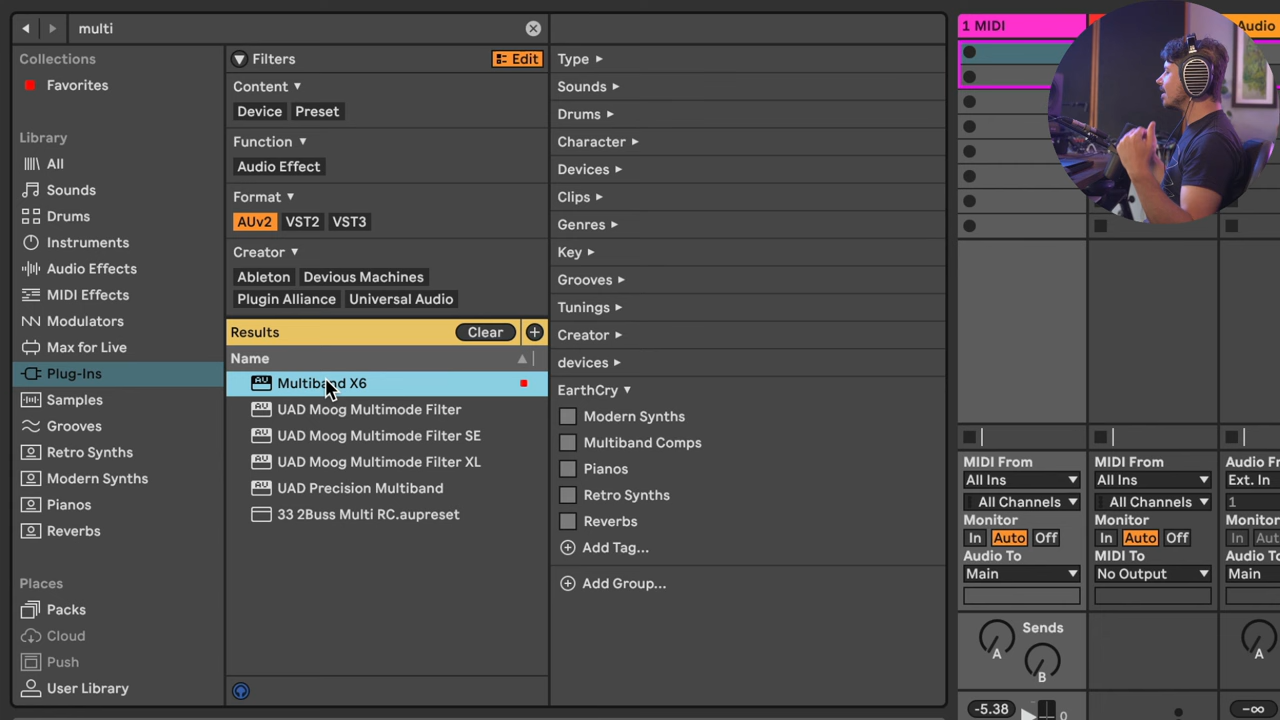 multi
Collections
Favorites
Library
All
Sounds
Drums
Instruments
Audio Effects
MIDI Effects
Modulators
Max for Live
Plug-Ins
Samples
Grooves
Retro Synths
Modern Synths
Pianos
Reverbs
Places
Packs
Cloud
Push
User Library
Filters
Edit
Content
Device Preset
Function
Audio Effect
Format
AUv2 VST2 VST3
Creator
Ableton Devious Machines
Plugin Alliance Universal Audio
Results Clear
Name
AU Multiband X6
AU UAD Moog Multimode Filter
AU UAD Moog Multimode Filter SE
AU UAD Moog Multimode Filter XL
AU UAD Precision Multiband
33 2Buss Multi RC.aupreset
Type
Sounds
Drums
Character
Devices
Clips
Genres
Key
Grooves
Tunings
Creator
devices
EarthCry
Modern Synths
Multiband Comps
Pianos
Retro Synths
Reverbs
Add Tag...
Add Group...
1 MIDI
Audio
MIDI From
All Ins
All Channels
Monitor
In Auto Off
Audio To
Main
Sends
A
B
-5.38
0
MIDI From
All Ins
All Channels
Monitor
In Auto Off
MIDI To
No Output
Audio Fr
Ext. In
1
Monitor
In Au
Audio To
Main
A
-∞